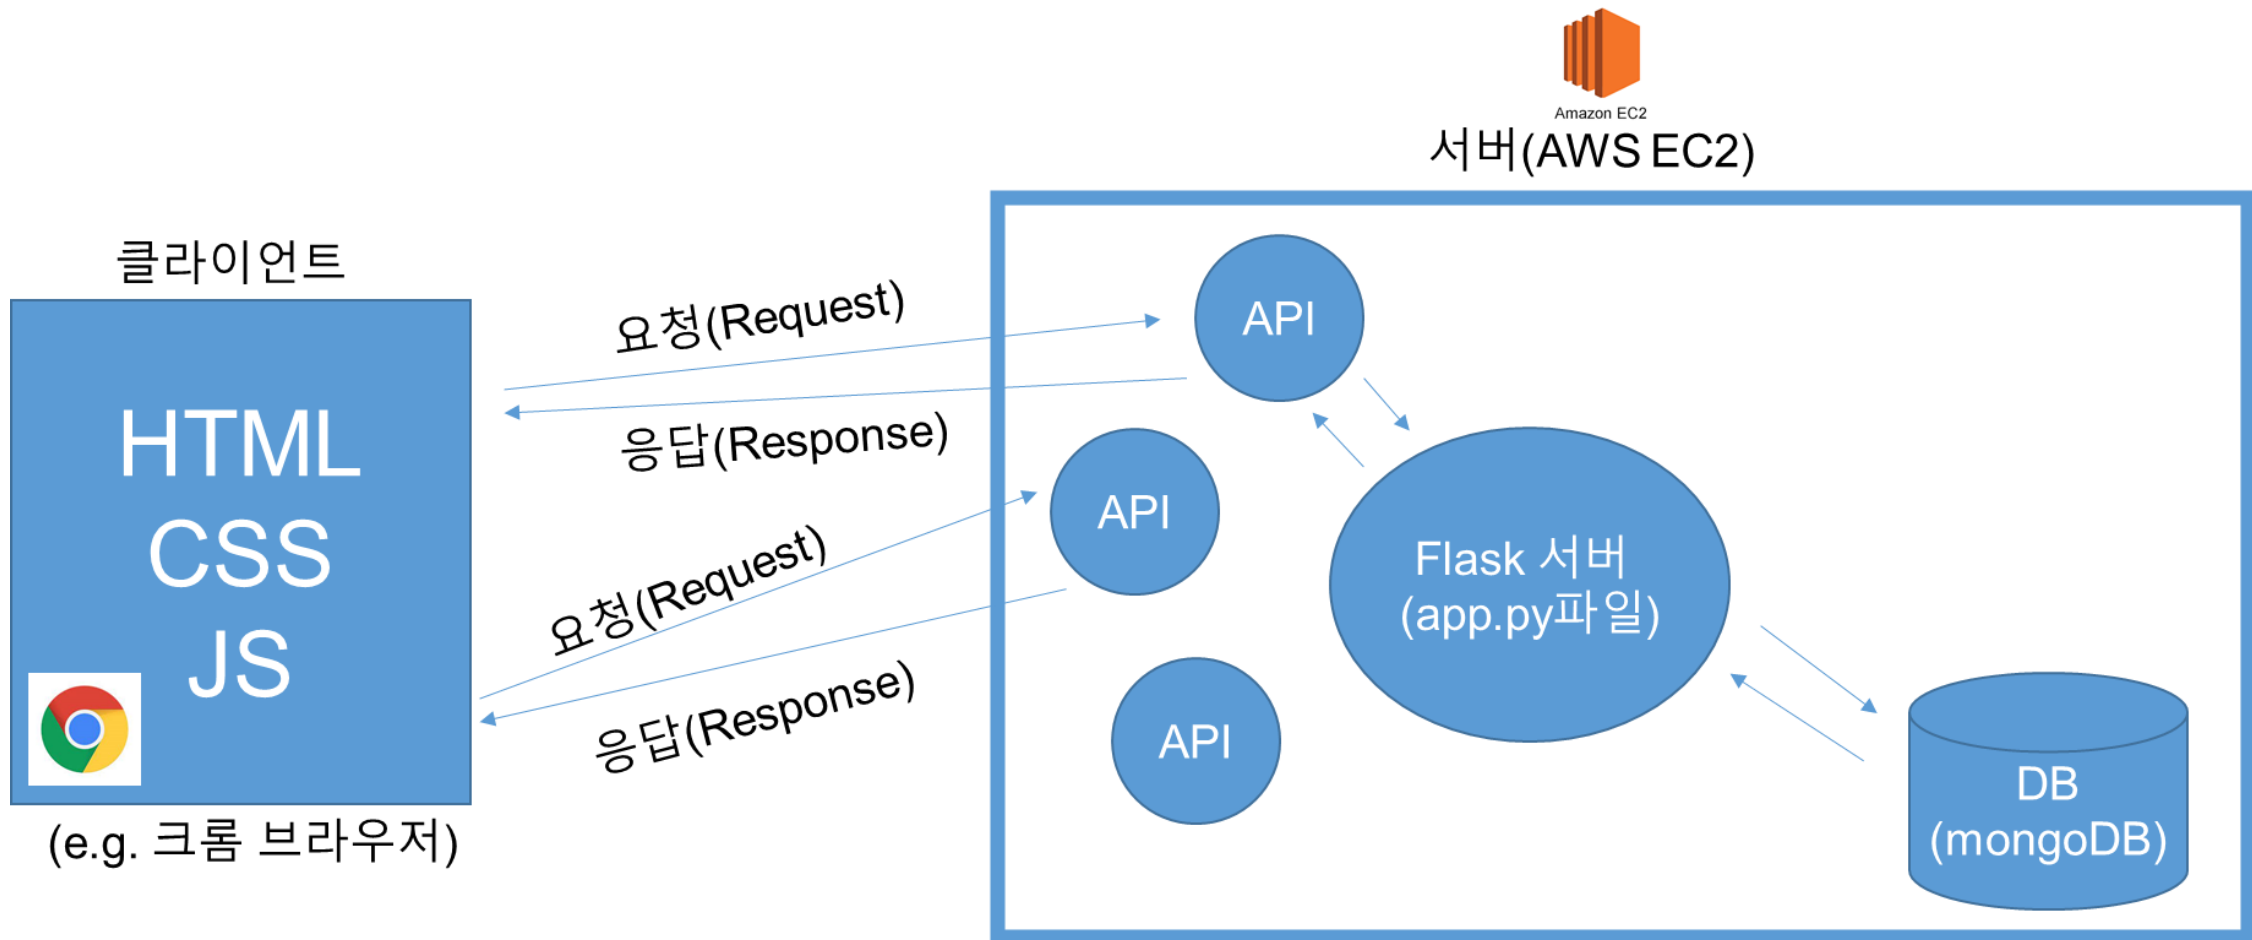 Amazon EC2
서버(AWS EC2)
클라이언트
HTML
CSS
JS
(e.g. 크롬 브라우저)
요청(Request)
응답(Response)
요청(Request)
응답(Response)
API
API
API
Flask 서버
(app.py파일)
DB
(mongoDB)